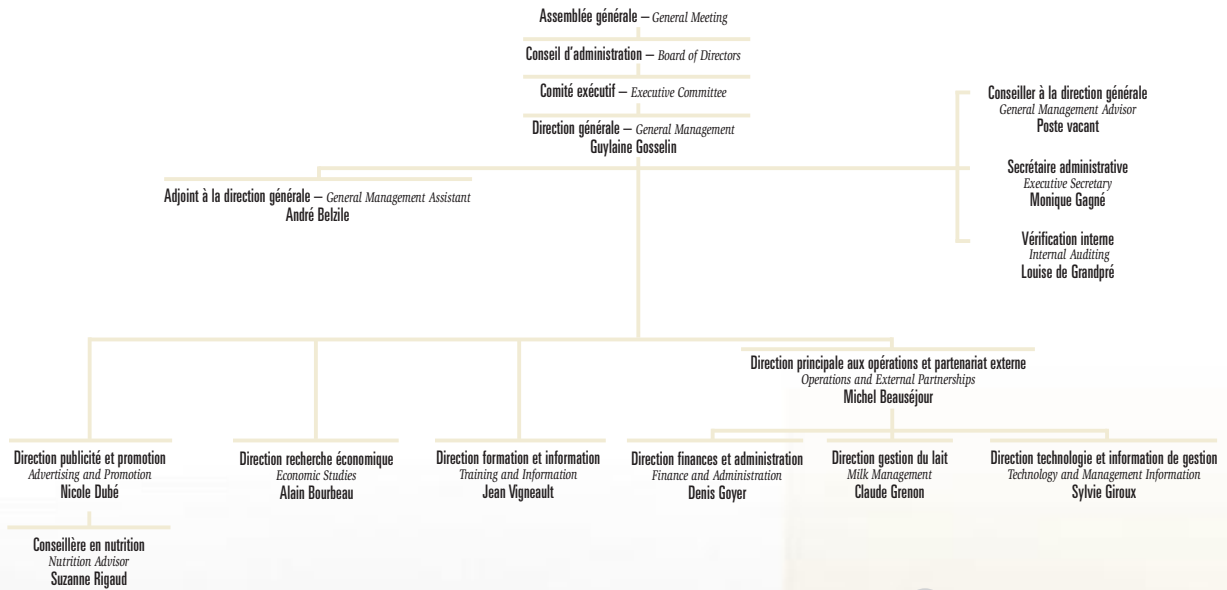 Assemblée générale – General Meeting
Conseil d'administration – Board of Directors
Comité exécutif – Executive Committee
Direction générale – General Management
Guylaine Gosselin
Conseiller à la direction générale
General Management Advisor
Poste vacant
Secrétaire administrative
Executive Secretary
Monique Gagné
Vérification interne
Internal Auditing
Louise de Grandpré
Adjoint à la direction générale – General Management Assistant
André Belzile
Direction principale aux opérations et partenariat externe
Operations and External Partnerships
Michel Beauséjour
Direction publicité et promotion
Advertising and Promotion
Nicole Dubé
Direction recherche économique
Economic Studies
Alain Bourbeau
Direction formation et information
Training and Information
Jean Vigneault
Direction finances et administration
Finance and Administration
Denis Goyer
Direction gestion du lait
Milk Management
Claude Grenon
Direction technologie et information de gestion
Technology and Management Information
Sylvie Giroux
Conseillère en nutrition
Nutrition Advisor
Suzanne Rigaud